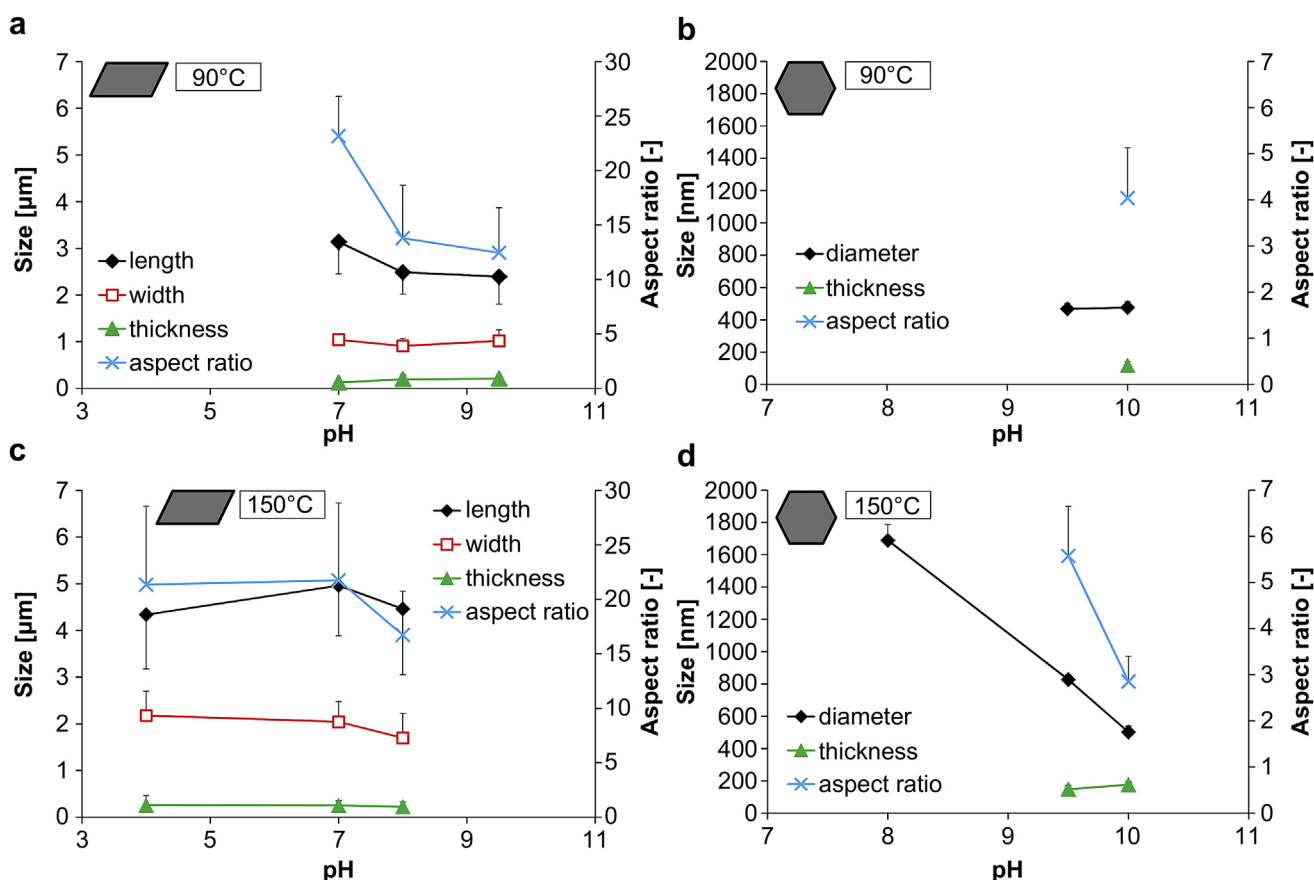 a
90°C
7
6
5
4
3
2
1
0
Size [µm]
30
25
20
15
10
5
0
Aspect ratio [-]
length
width
thickness
aspect ratio
3 5 7 9 11
pH
b
90°C
2000
1800
1600
1400
1200
1000
800
600
400
200
0
Size [nm]
7
6
5
4
3
2
1
0
Aspect ratio [-]
diameter
thickness
aspect ratio
7 8 9 10 11
pH
c
150°C
7
6
5
4
3
2
1
0
Size [µm]
30
25
20
15
10
5
0
Aspect ratio [-]
length
width
thickness
aspect ratio
3 5 7 9 11
pH
d
150°C
2000
1800
1600
1400
1200
1000
800
600
400
200
0
Size [nm]
7
6
5
4
3
2
1
0
Aspect ratio [-]
diameter
thickness
aspect ratio
7 8 9 10 11
pH